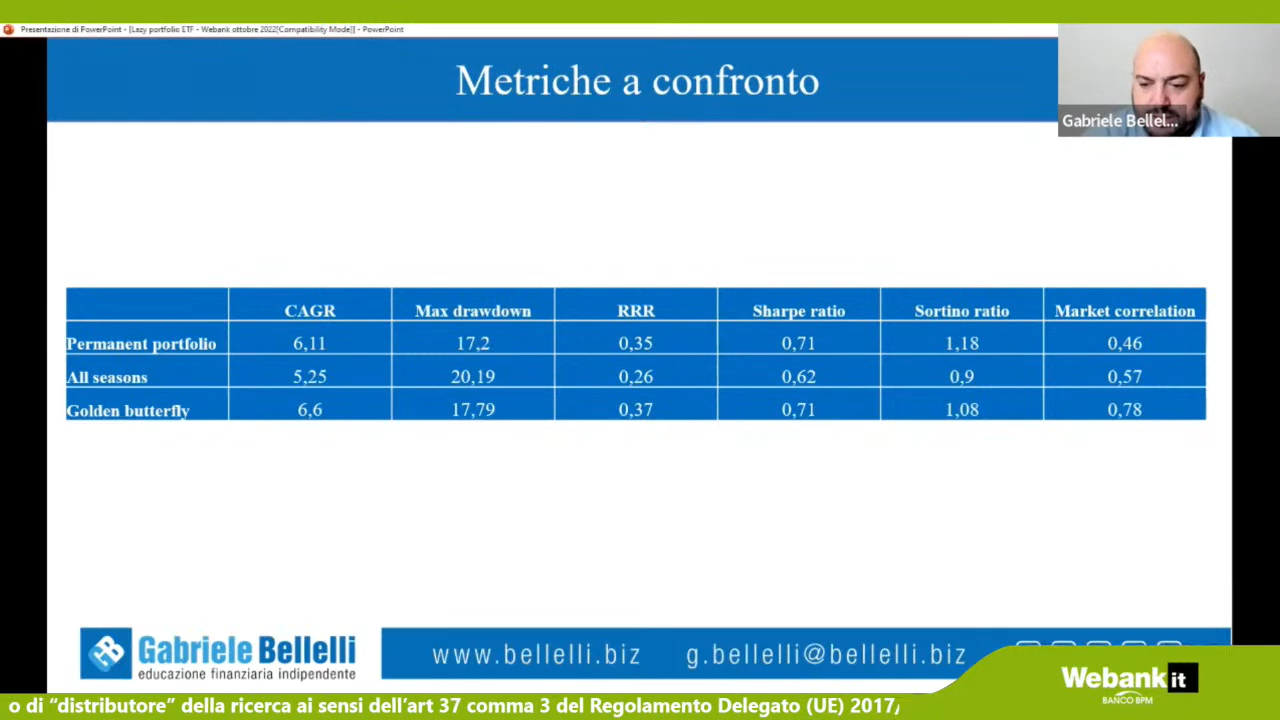 Presentazione di PowerPoint - [Lazy portfolio ETF - Webank ottobre 2022[Compatibility Mode]] - PowerPoint
Metriche a confronto
Gabriele Bellel...
CAGR Max drawdown RRR Sharpe ratio Sortino ratio Market correlation
Permanent portfolio 6,11 17,2 0,35 0,71 1,18 0,46
All seasons 5,25 20,19 0,26 0,62 0,9 0,57
Golden butterfly 6,6 17,79 0,37 0,71 1,08 0,78
Gabriele Bellelli
educazione finanziaria indipendente
www.bellelli.biz g.bellelli@bellelli.biz
Webank it
BANCO BPM
o di “distributore” della ricerca ai sensi dell’art 37 comma 3 del Regolamento Delegato (UE) 2017/